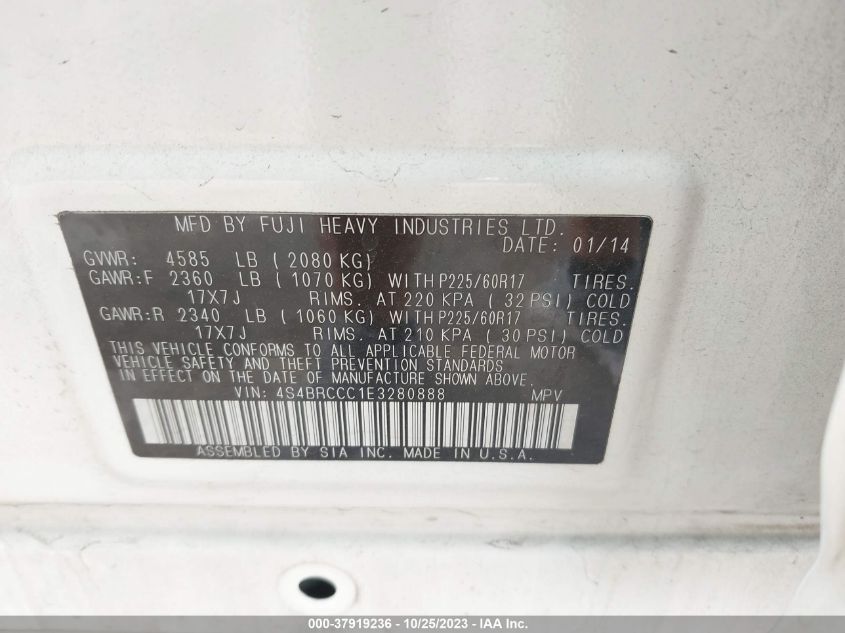 MFD BY FUJI HEAVY INDUSTRIES LTD.
DATE: 01/14
GVWR: 4585 LB ( 2080 KG)
GAWR:F 2360 LB ( 1070 KG) WITH P225/60R17 TIRES.
17X7J RIMS. AT 220 KPA ( 32 PSI) COLD
GAWR:R 2340 LB ( 1060 KG) WITH P225/60R17 TIRES.
17X7J RIMS. AT 210 KPA ( 30 PSI) COLD
THIS VEHICLE CONFORMS TO ALL APPLICABLE FEDERAL MOTOR
VEHICLE SAFETY AND THEFT PREVENTION STANDARDS
IN EFFECT ON THE DATE OF MANUFACTURE SHOWN ABOVE.
VIN: 4S4BRCCC1E3280888 MPV
ASSEMBLED BY SIA INC. MADE IN U.S.A.
000-37919236 - 10/25/2023 - IAA Inc.